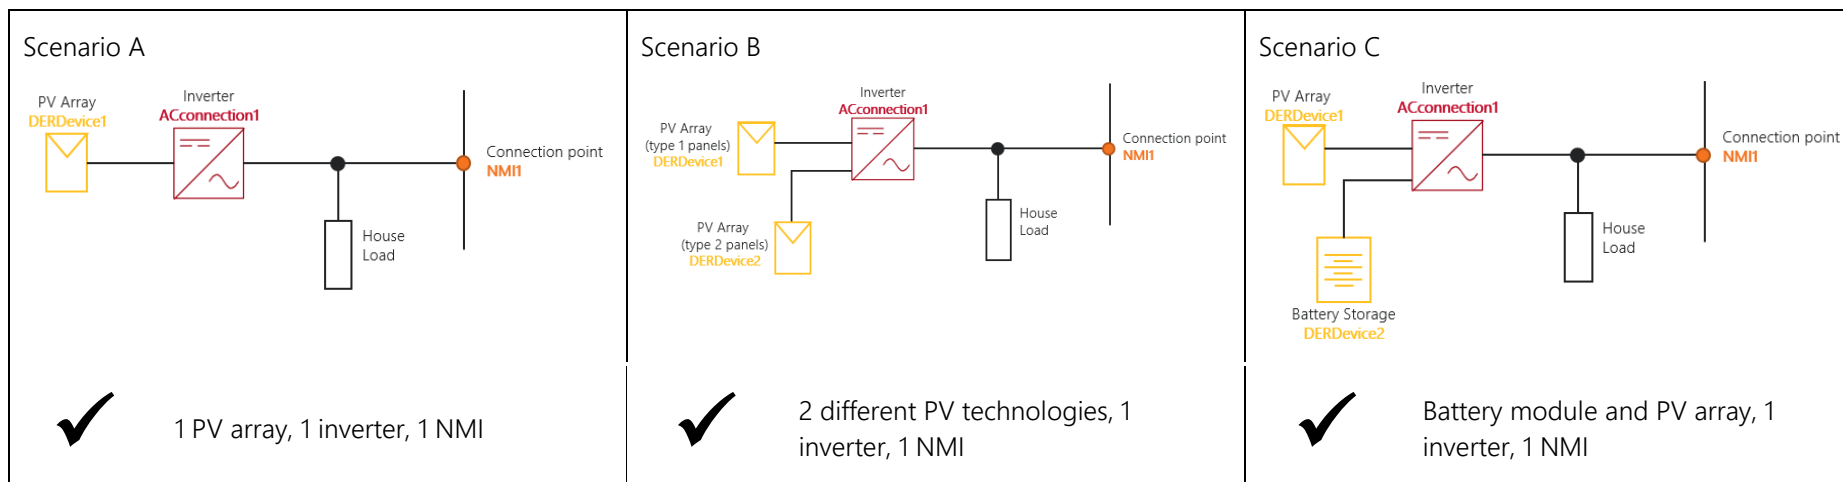 Scenario A
PV Array
DERDevice1
Inverter
ACconnection1
Connection point
NMI1
House
Load
1 PV array, 1 inverter, 1 NMI
Scenario B
PV Array
(type 1 panels)
DERDevice1
Inverter
ACconnection1
Connection point
NMI1
PV Array
(type 2 panels)
DERDevice2
House
Load
2 different PV technologies, 1
inverter, 1 NMI
Scenario C
PV Array
DERDevice1
Inverter
ACconnection1
Connection point
NMI1
House
Load
Battery Storage
DERDevice2
Battery module and PV array, 1
inverter, 1 NMI